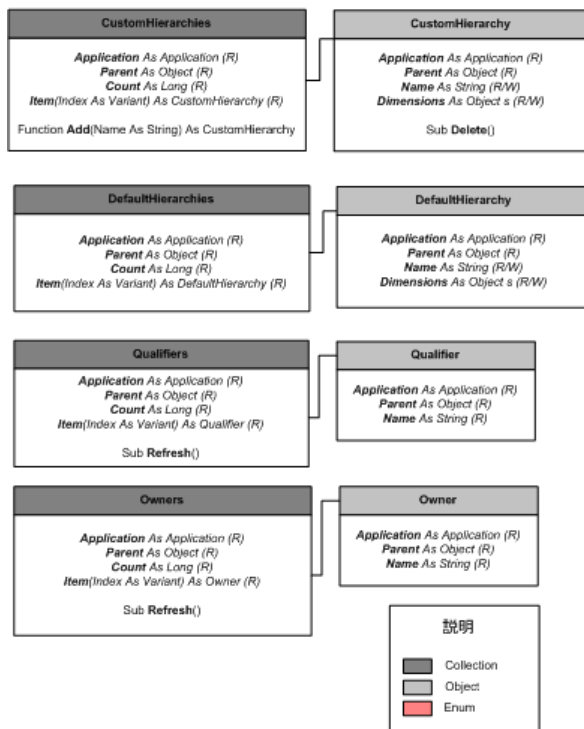 CustomHierarchies
Application As Application (R)
Parent As Object (R)
Count As Long (R)
Item(Index As Variant) As CustomHierarchy (R)
Function Add(Name As String) As CustomHierarchy
CustomHierarchy
Application As Application (R)
Parent As Object (R)
Name As String (R/W)
Dimensions As Object s (R/W)
Sub Delete()
DefaultHierarchies
Application As Application (R)
Parent As Object (R)
Count As Long (R)
Item(Index As Variant) As DefaultHierarchy (R)
DefaultHierarchy
Application As Application (R)
Parent As Object (R)
Name As String (R/W)
Dimensions As Object s (R/W)
Qualifiers
Application As Application (R)
Parent As Object (R)
Count As Long (R)
Item(Index As Variant) As Qualifier (R)
Sub Refresh()
Qualifier
Application As Application (R)
Parent As Object (R)
Name As String (R)
Owners
Application As Application (R)
Parent As Object (R)
Count As Long (R)
Item(Index As Variant) As Owner (R)
Sub Refresh()
Owner
Application As Application (R)
Parent As Object (R)
Name As String (R)
説明
Collection
Object
Enum